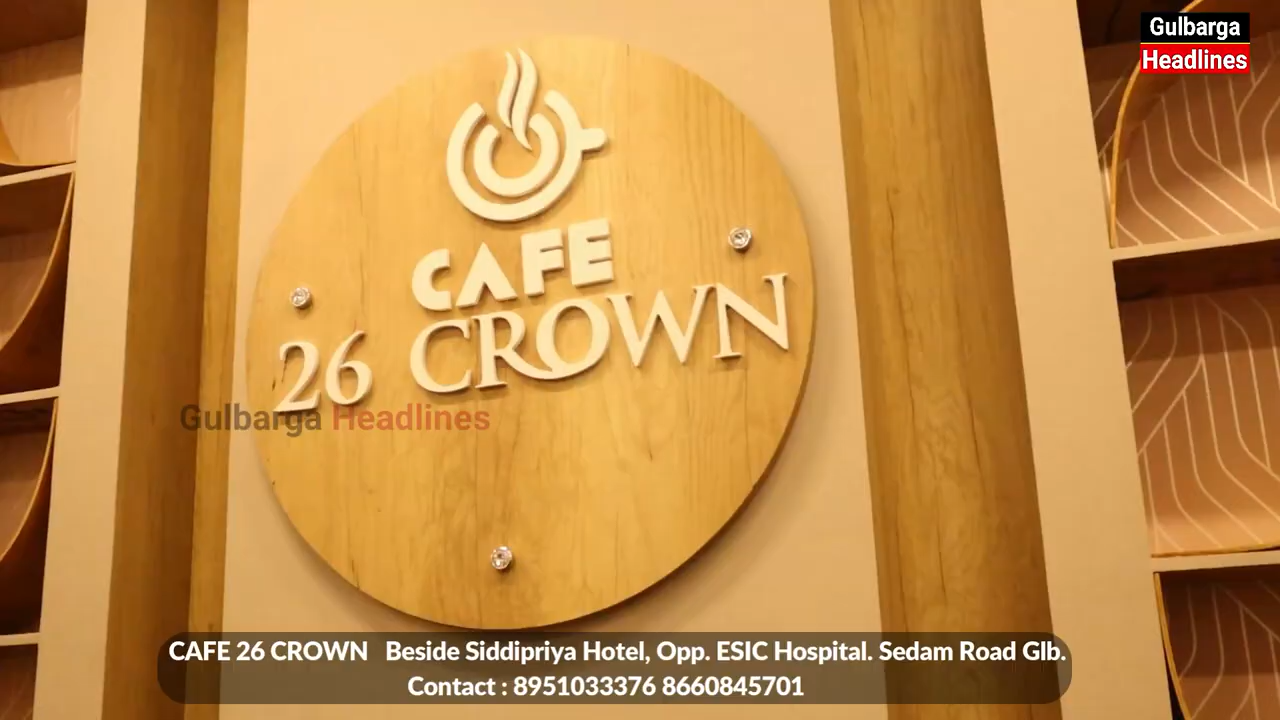 Gulbarga
Headlines
CAFE
26 CROWN
Gulbarga Headlines
CAFE 26 CROWN Beside Siddipriya Hotel, Opp. ESIC Hospital. Sedam Road Glb.
Contact : 8951033376 8660845701